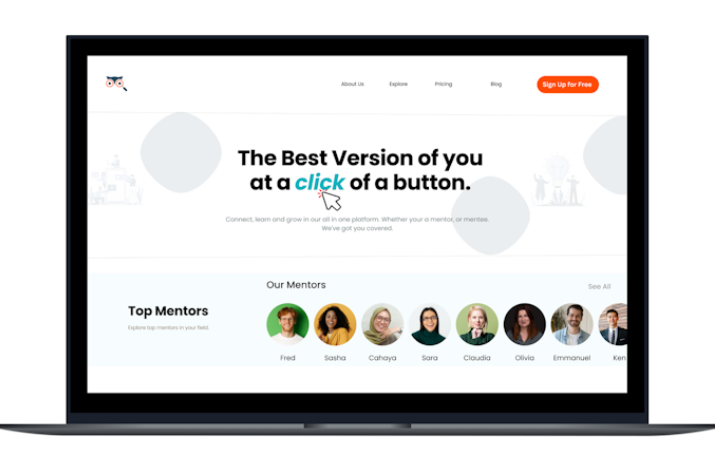 About Us
Explore
Pricing
Blog
Sign Up for Free
The Best Version of you
at a click of a button.
Connect, learn and grow in our all in one platform. Whether your a mentor, or mentee.
We've got you covered.
Our Mentors
See All
Top Mentors
Explore top mentors in your field.
Fred
Sasha
Cahaya
Sara
Claudia
Olivia
Emmanuel
Ken